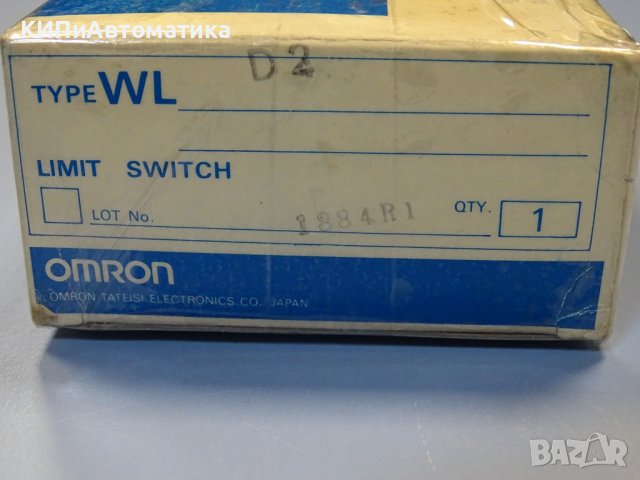 КИПиАвтоматика
D2
TYPE WL
LIMIT SWITCH
LOT No. 1884R1 QTY. 1
OMRON
OMRON TATEISI ELECTRONICS CO. JAPAN
BAZAR